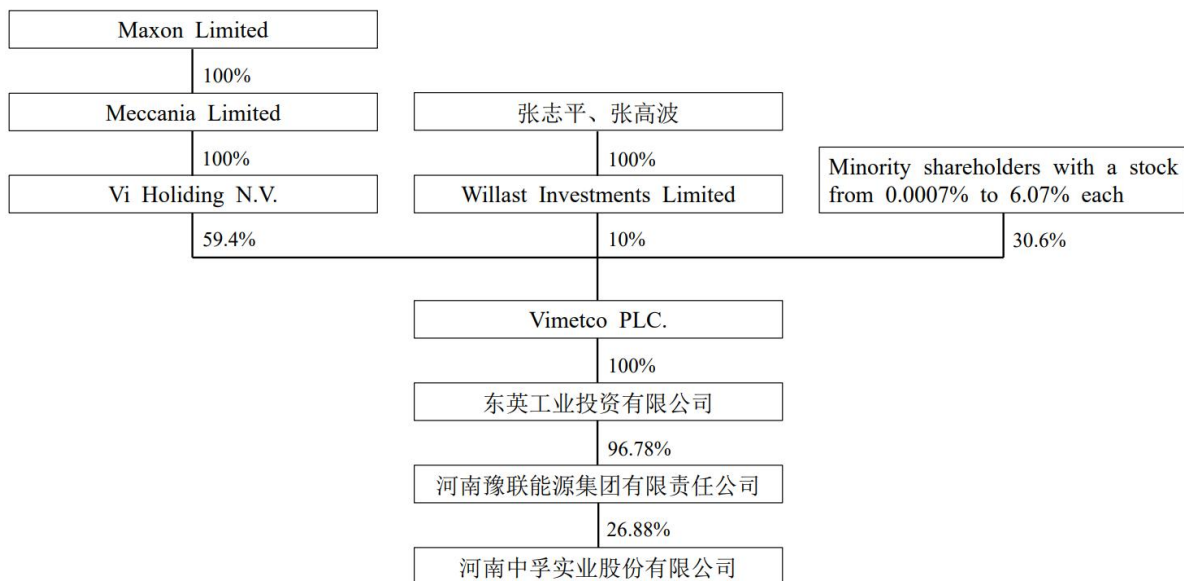 Maxon Limited
100%
Meccania Limited
张志平、张高波
100%
100%
Minority shareholders with a stock
from 0.0007% to 6.07% each
Vi Holiding N.V.
Willast Investments Limited
59.4%
10%
30.6%
Vimetco PLC.
100%
东英工业投资有限公司
96.78%
河南豫联能源集团有限责任公司
26.88%
河南中孚实业股份有限公司